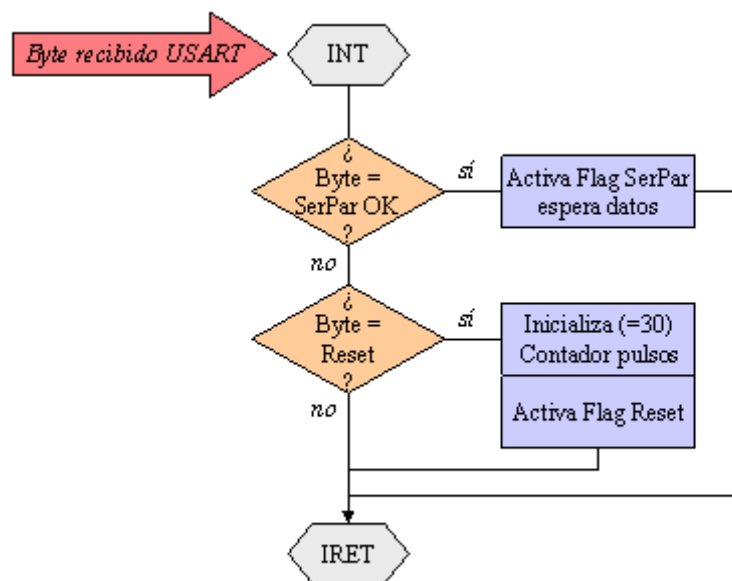 Byte recibido USART
INT
¿
Byte =
SerPar OK
?
sí
Activa Flag SerPar
espera datos
no
¿
Byte =
Reset
?
sí
Inicializa (=30)
Contador pulsos
Activa Flag Reset
no
IRET